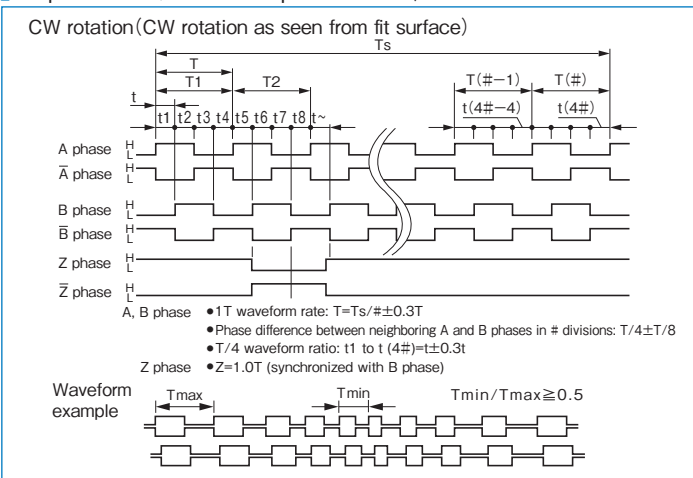 CW rotation(CW rotation as seen from fit surface)
Ts
T
T1 T2 T(#−1) T(#)
t t(4#−4) t(4#)
t1 t2 t3 t4 t5 t6 t7 t8 t~
A phase H L
A̅ phase H L
B phase H L
B̅ phase H L
Z phase H L
Z̅ phase H L
A, B phase ●1T waveform rate: T=Ts/#±0.3T
●Phase difference between neighboring A and B phases in # divisions: T/4±T/8
●T/4 waveform ratio: t1 to t (4#)=t±0.3t
Z phase ●Z=1.0T (synchronized with B phase)
Waveform example
Tmax Tmin Tmin/Tmax≧0.5